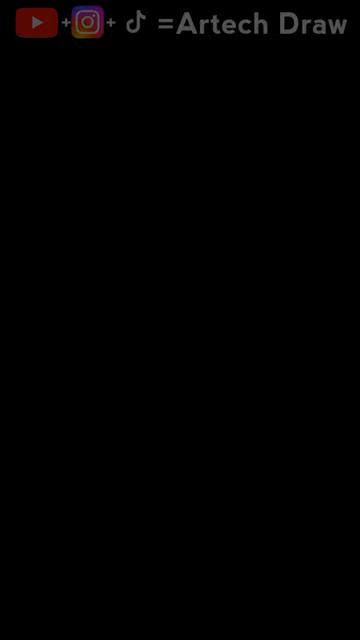 + + =Artech Draw